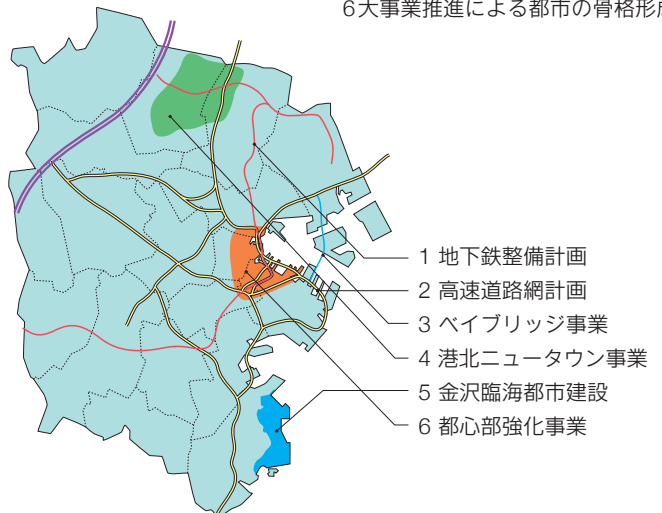 6大事業推進による都市の骨格形成
1 地下鉄整備計画
2 高速道路網計画
3 ベイブリッジ事業
4 港北ニュータウン事業
5 金沢臨海都市建設
6 都心部強化事業